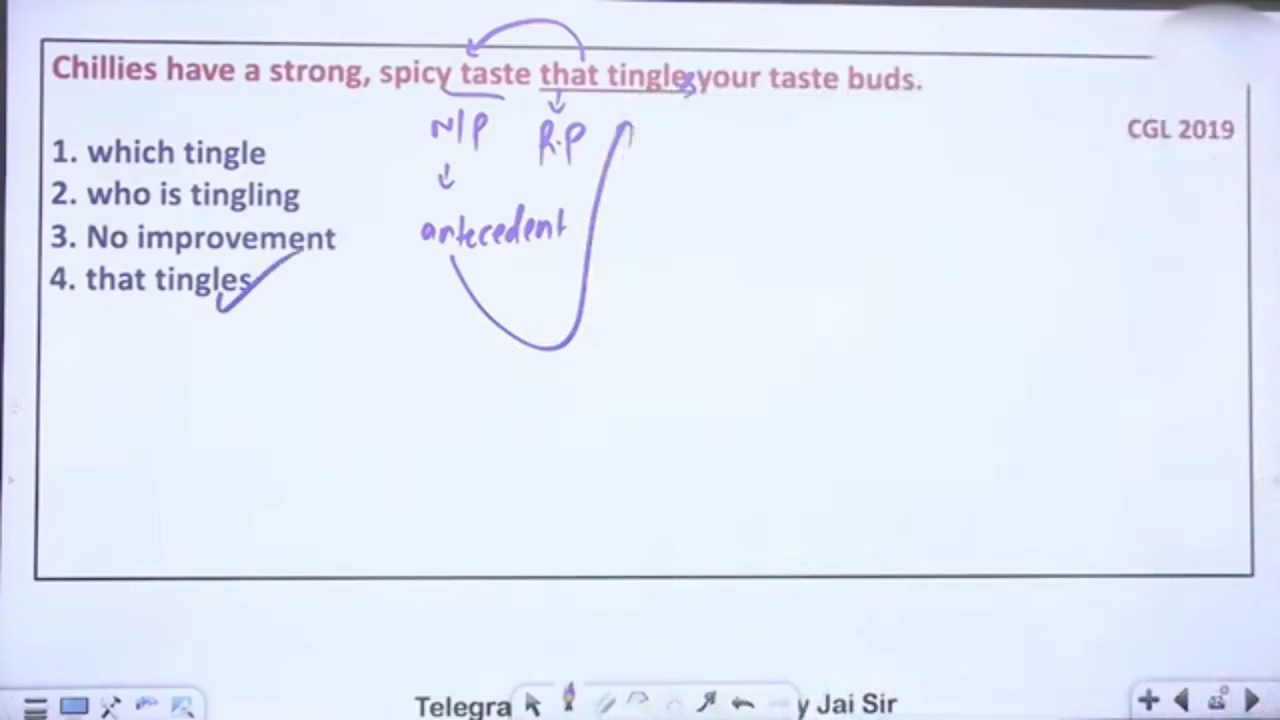 Chillies have a strong, spicy taste that tingles your taste buds.
N/P R.P
CGL 2019
1. which tingle
2. who is tingling
3. No improvement
4. that tingles
antecedent
Telegra y Jai Sir